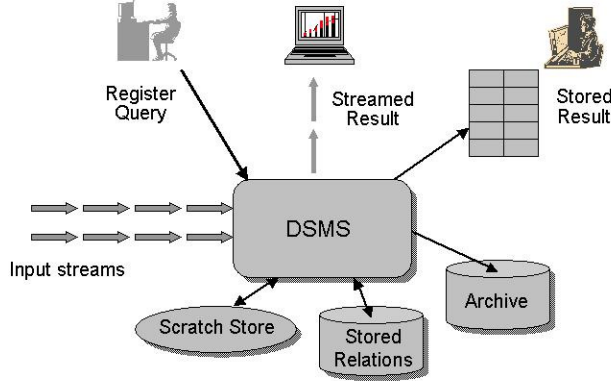 Register
Query
Streamed
Result
Stored
Result
DSMS
Input streams
Scratch Store
Stored
Relations
Archive